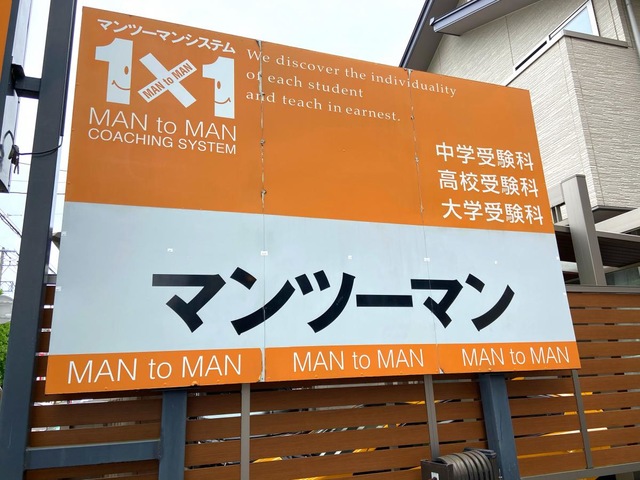 マンツーマンシステム
1×1
MAN to MAN
MAN to MAN
COACHING SYSTEM
We discover the individuality
of each student
and teach in earnest.
中学受験科
高校受験科
大学受験科
マンツーマン
MAN to MAN
MAN to MAN
MAN to MAN